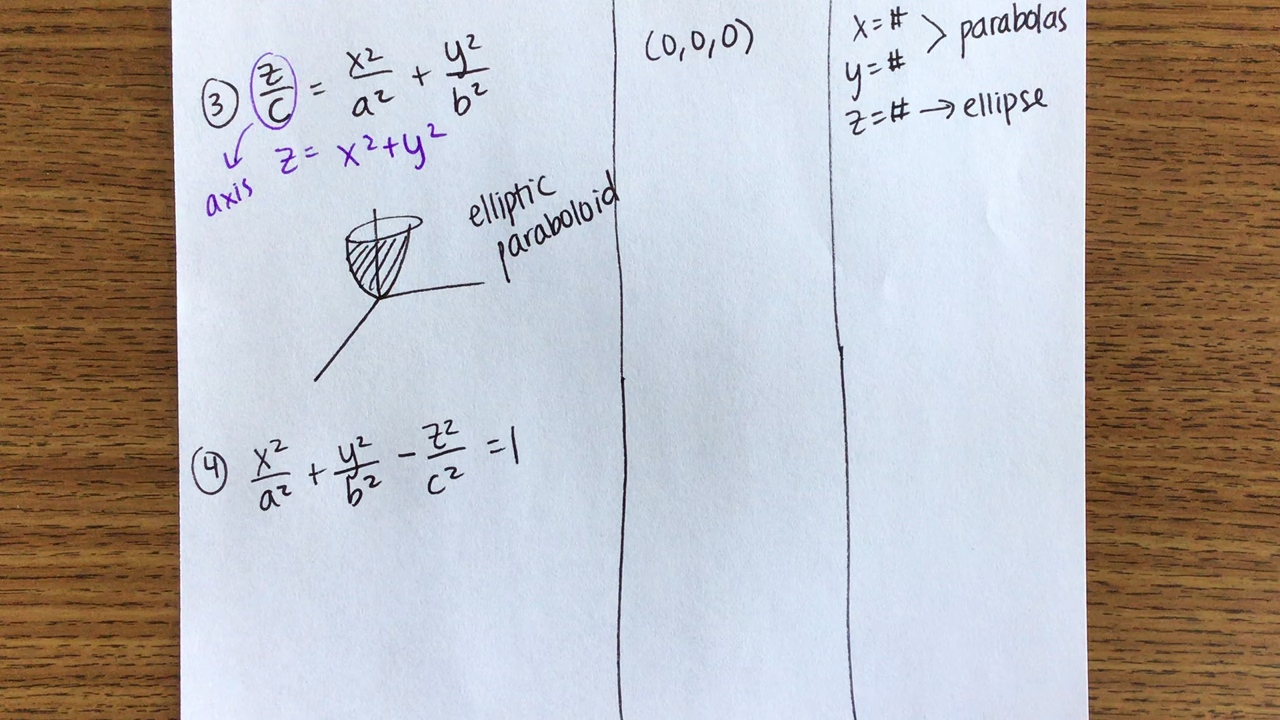 ③ z/c = x²/a² + y²/b²
z = x²+y²
axis
elliptic
paraboloid
④ x²/a² + y²/b² - z²/c² = 1
(0,0,0)
x=# > parabolas
y=#
z=# → ellipse